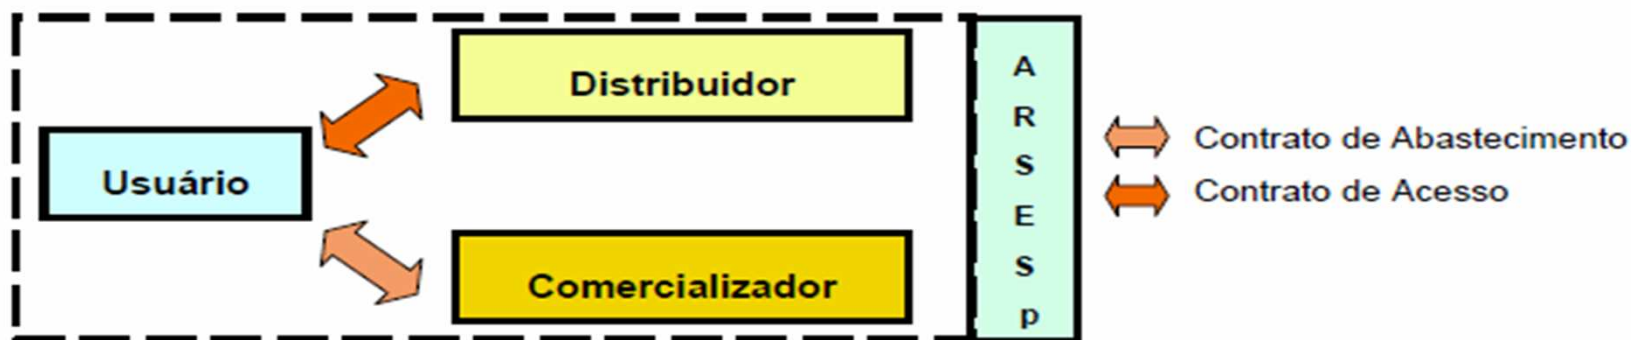 Distribuidor
Usuário
Comercializador
A
R
S
E
S
p
Contrato de Abastecimento
Contrato de Acesso